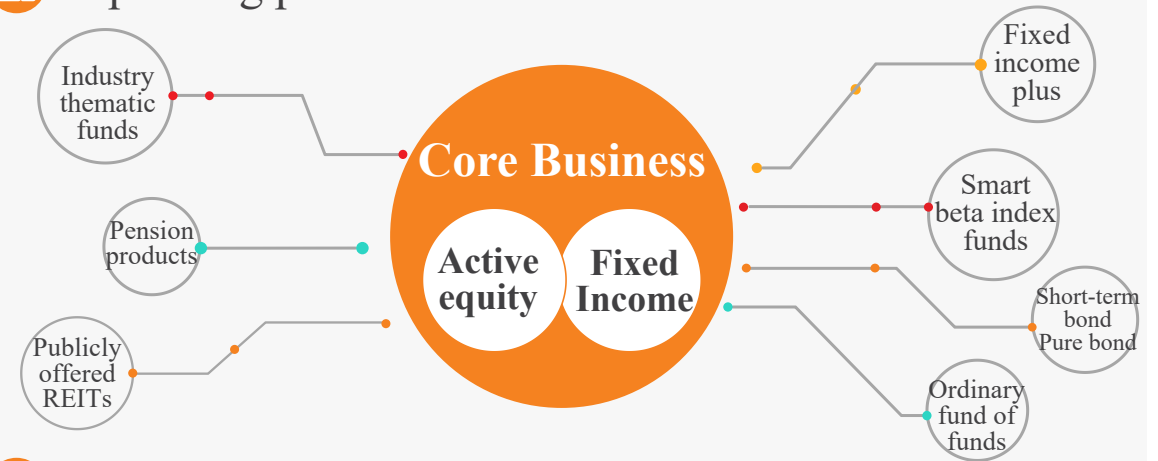 Industry
thematic
funds
Pension
products
Publicly
offered
REITs
Core Business
Active
equity
Fixed
Income
Fixed
income
plus
Smart
beta index
funds
Short-term
bond
Pure bond
Ordinary
fund of
funds